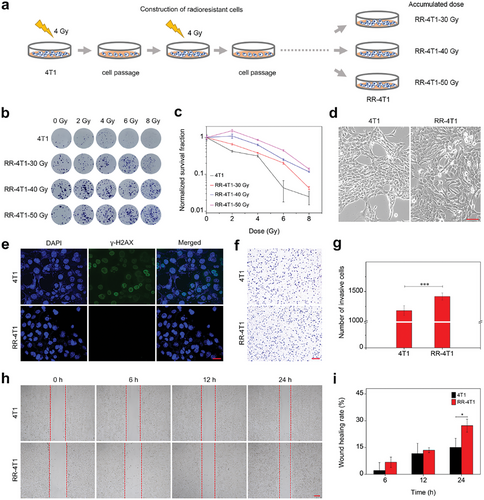 a
Construction of radioresistant cells
Accumulated dose
4 Gy
4 Gy
RR-4T1-30 Gy
RR-4T1-40 Gy
RR-4T1-50 Gy
4T1
cell passage
cell passage
RR-4T1
b
0 Gy 2 Gy 4 Gy 6 Gy 8 Gy
4T1
RR-4T1-30 Gy
RR-4T1-40 Gy
RR-4T1-50 Gy
c
Normalized survival fraction
1
0.1
0.01
4T1
RR-4T1-30 Gy
RR-4T1-40 Gy
RR-4T1-50 Gy
0 2 4 6 8
Dose (Gy)
d
4T1 RR-4T1
e
DAPI γ-H2AX Merged
4T1
RR-4T1
f
4T1
RR-4T1
g
Number of invasive cells
1500
1000
500
0
***
4T1 RR-4T1
h
0 h 6 h 12 h 24 h
4T1
RR-4T1
i
Wound healing rate (%)
45
30
15
0
4T1
RR-4T1
*
6 12 24
Time (h)